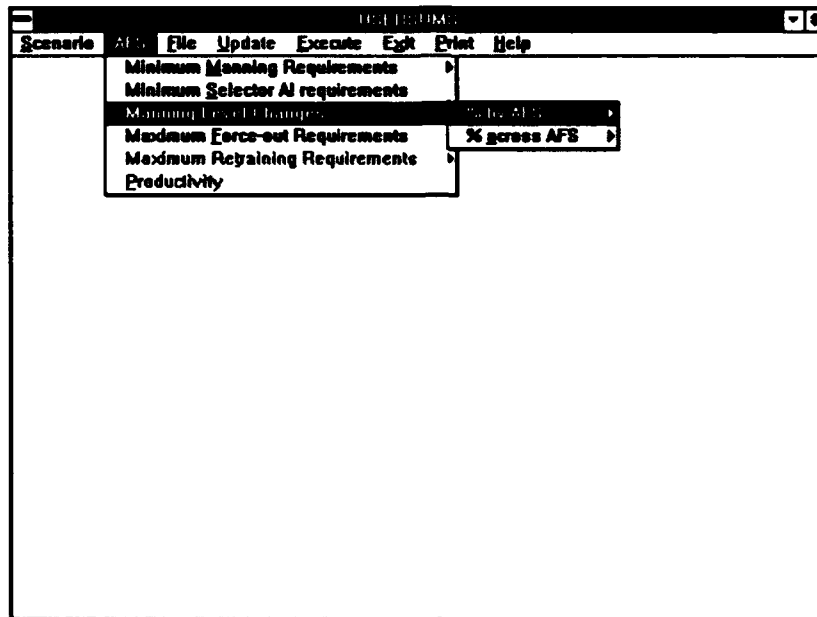 Scenario AFS File Update Execute Exit Print Help
Minimum Manning Requirements
Minimum Selector AI requirements
Manning Level Changes
% by AFS
Maximum Force-out Requirements
% across AFS
Maximum Retraining Requirements
Productivity